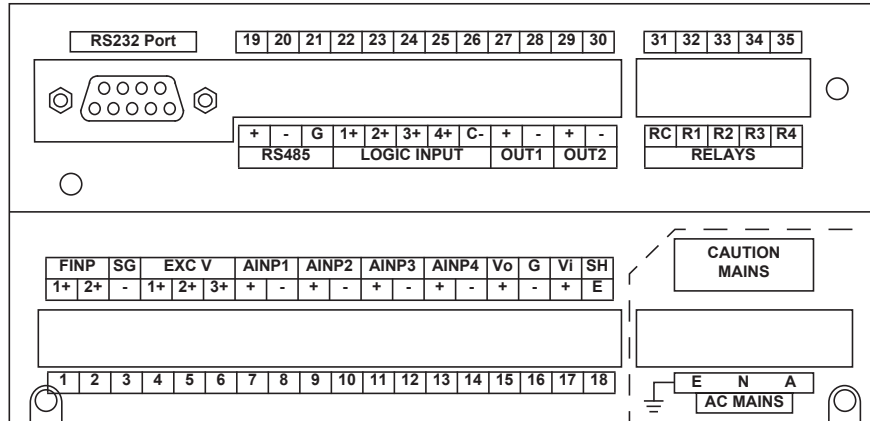 RS232 Port
19 20 21 22 23 24 25 26 27 28 29 30
31 32 33 34 35
+ - G 1+ 2+ 3+ 4+ C- + - + -
RS485 LOGIC INPUT OUT1 OUT2
RC R1 R2 R3 R4
RELAYS
CAUTION
MAINS
FINP SG EXC V AINP1 AINP2 AINP3 AINP4 Vo G Vi SH
1+ 2+ - 1+ 2+ 3+ + - + - + - + - + - + E
1 2 3 4 5 6 7 8 9 10 11 12 13 14 15 16 17 18
E N A
AC MAINS